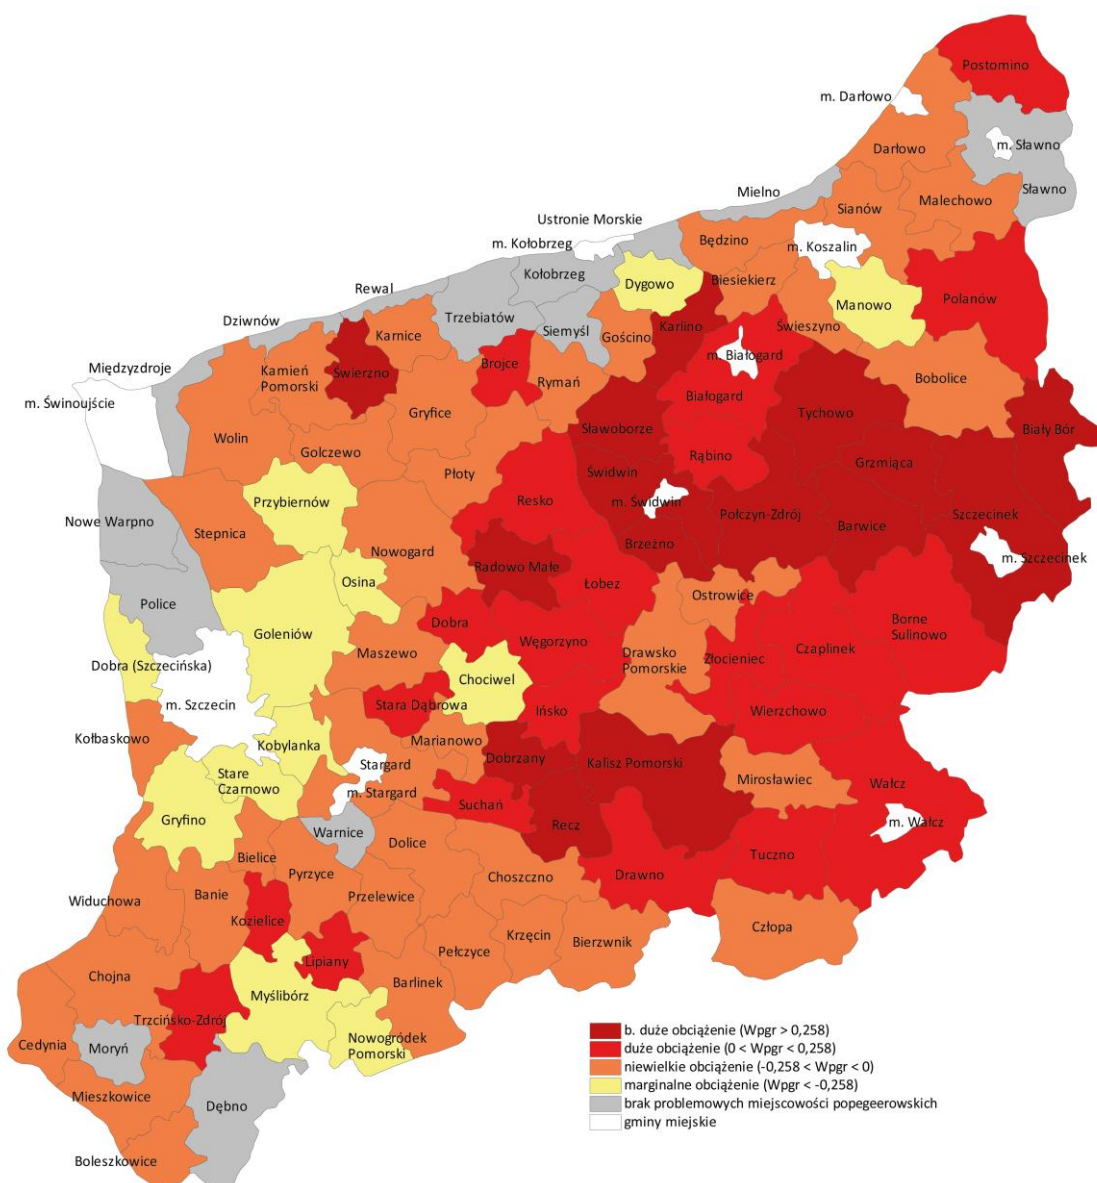 Postomino
m. Darłowo
m. Sławno
Darłowo
Mielno
Sławno
Malechowo
Ustronie Morskie
Sianów
m. Kołobrzeg
Będzino
m. Koszalin
Kołobrzeg
Rewal
Dygowo
Biesiekierz
Polanów
Manowo
Dziwnów
Trzebiatów
Karlino
Świeszyno
Karnice
Siemyśl
Gościno
m. Białogard
Międzyzdroje
Kamień
Pomorski
Świerzno
Brojce
Rymań
Bobolice
m. Świnoujście
Białogard
Gryfice
Tychowo
Wolin
Sławoborze
Biały Bór
Golczewo
Rąbino
Grzmiąca
Płoty
Świdwin
Przybiernów
Resko
m. Świdwin
Połczyn-Zdrój
Szczecinek
Nowe Warpno
Stepnica
Barwice
Nowogard
Brzeżno
m. Szczecinek
Radowo Małe
Osina
Łobez
Ostrowice
Police
Borne
Sulinowo
Goleniów
Dobra
Węgorzyno
Czaplinek
Maszewo
Drawsko
Pomorskie
Złocieniec
Dobra (Szczecińska)
Chociwel
Stara Dąbrowa
m. Szczecin
Ińsko
Wierzchowo
Kołbaskowo
Marianowo
Kobylanka
Dobrzany
Stargard
Kalisz Pomorski
Stare
Czarnowo
Mirosławiec
Wałcz
m. Stargard
Suchań
Gryfino
m. Wałcz
Recz
Warnice
Dolice
Bielice
Tuczno
Pyrzyce
Choszczno
Drawno
Banie
Przelewice
Widuchowa
Kozielice
Człopa
Krzęcin
Bierzwnik
Pełczyce
Lipiany
Chojna
Barlinek
Myślibórz
Trzcińsko-Zdrój
Cedynia
Moryń
Nowogródek
Pomorski
Mieszkowice
Dębno
Boleszkowice
b. duże obciążenie (Wpgr > 0,258)
duże obciążenie (0 < Wpgr < 0,258)
niewielkie obciążenie (-0,258 < Wpgr < 0)
marginalne obciążenie (Wpgr < -0,258)
brak problemowych miejscowości popegeerowskich
gminy miejskie